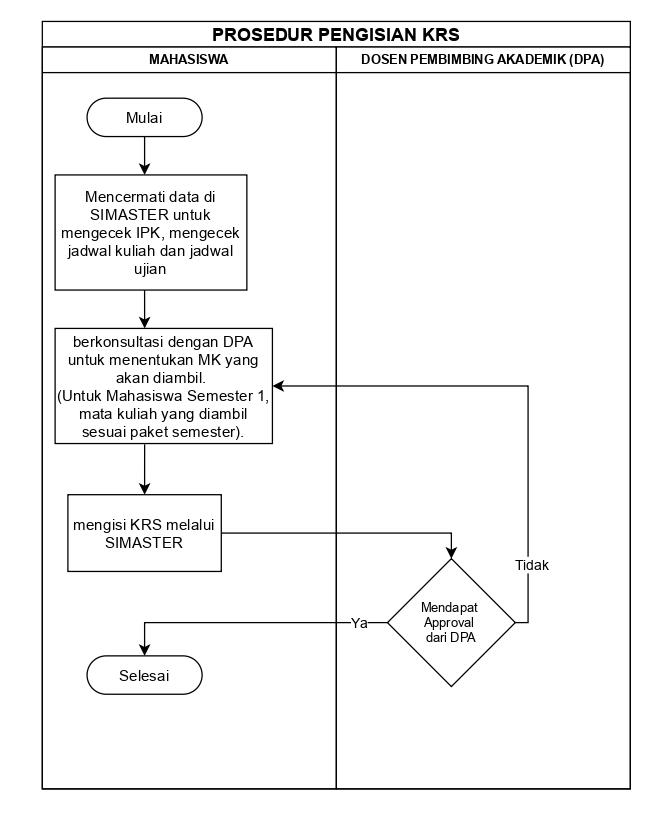 PROSEDUR PENGISIAN KRS
MAHASISWA
DOSEN PEMBIMBING AKADEMIK (DPA)
Mulai
Mencermati data di
SIMASTER untuk
mengecek IPK, mengecek
jadwal kuliah dan jadwal
ujian
berkonsultasi dengan DPA
untuk menentukan MK yang
akan diambil.
(Untuk Mahasiswa Semester 1,
mata kuliah yang diambil
sesuai paket semester).
mengisi KRS melalui
SIMASTER
Mendapat
Approval
dari DPA
Tidak
Ya
Selesai